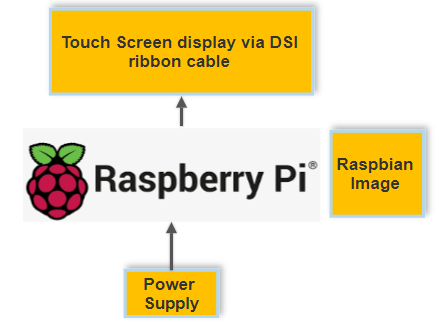 Touch Screen display via DSI
ribbon cable
Raspberry Pi®
Raspbian
Image
Power
Supply